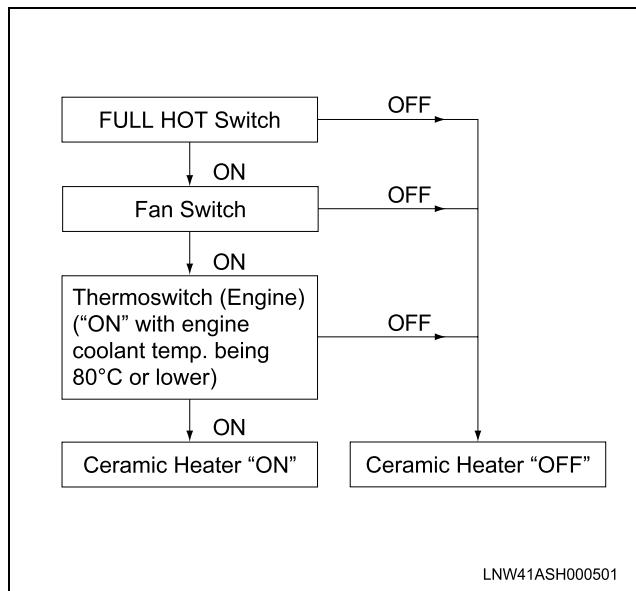 FULL HOT Switch
OFF
ON
Fan Switch
OFF
ON
Thermoswitch (Engine)
(“ON” with engine
coolant temp. being
80°C or lower)
OFF
ON
Ceramic Heater “ON”
Ceramic Heater “OFF”
LNW41ASH000501